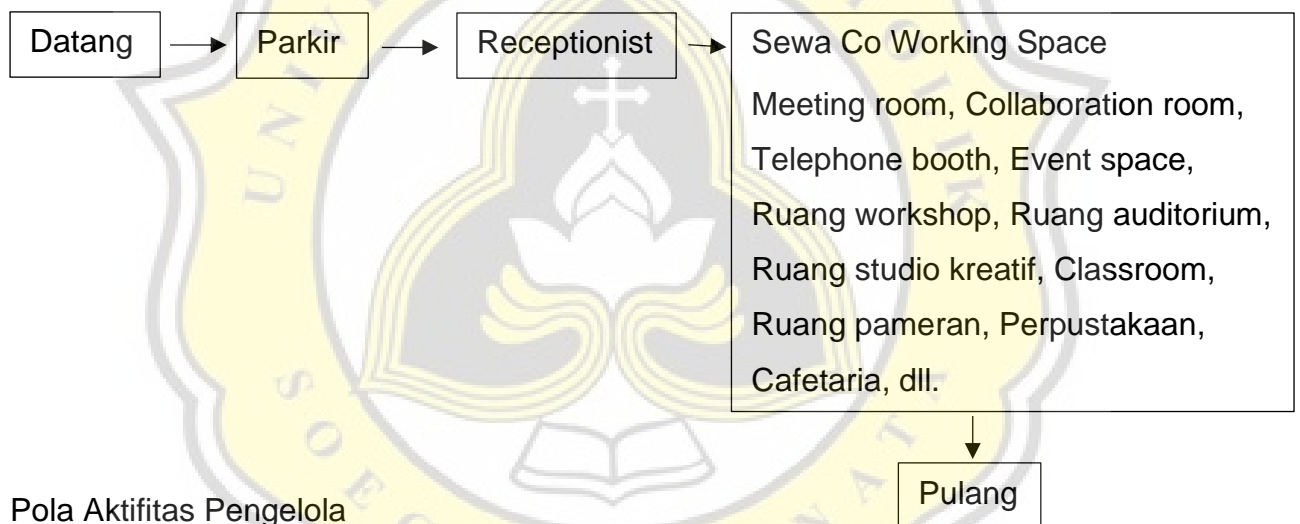 Datang
Parkir
Receptionist
Sewa Co Working Space
Meeting room, Collaboration room,
Telephone booth, Event space,
Ruang workshop, Ruang auditorium,
Ruang studio kreatif, Classroom,
Ruang pameran, Perpustakaan,
Cafetaria, dll.
Pulang
Pola Aktifitas Pengelola